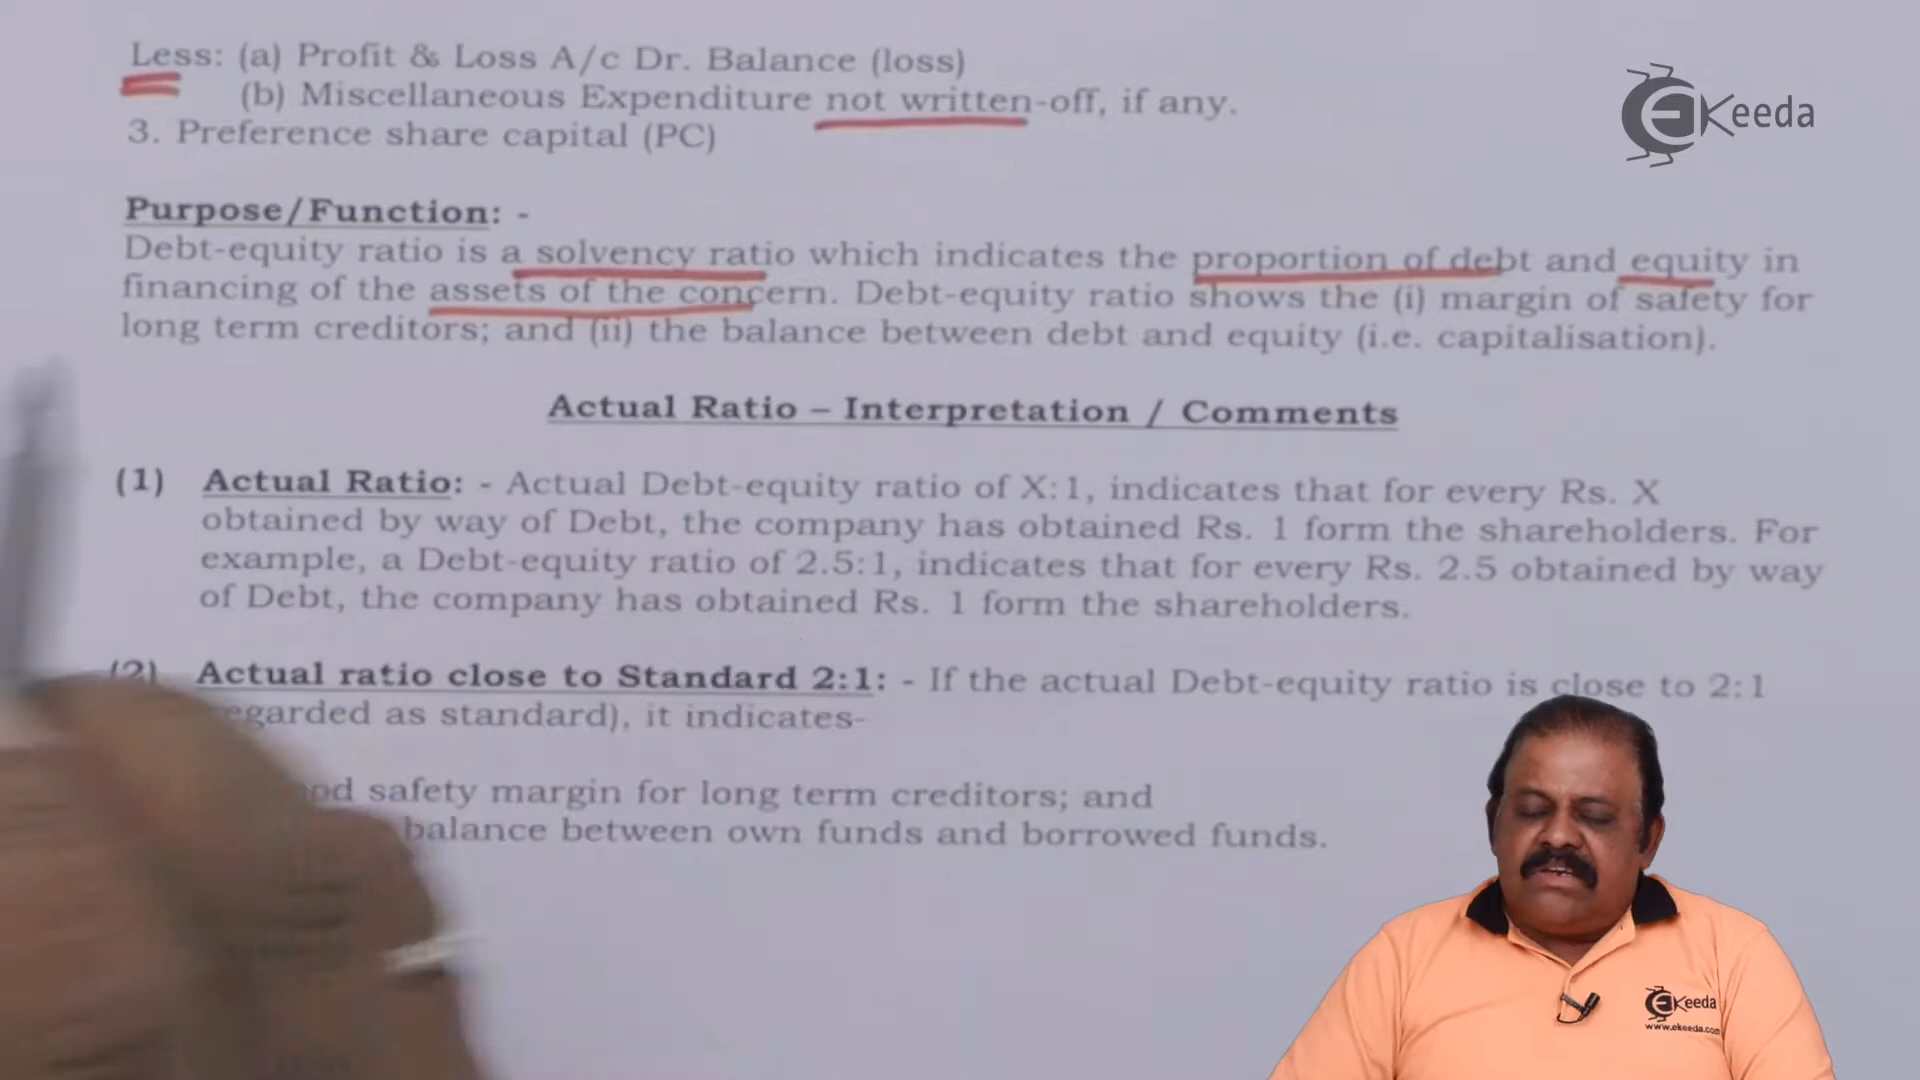 Less: (a) Profit & Loss A/c Dr. Balance (loss)
(b) Miscellaneous Expenditure not written-off, if any.
3. Preference share capital (PC)
EKeeda
Purpose/Function: -
Debt-equity ratio is a solvency ratio which indicates the proportion of debt and equity in
financing of the assets of the concern. Debt-equity ratio shows the (i) margin of safety for
long term creditors; and (ii) the balance between debt and equity (i.e. capitalisation).
Actual Ratio – Interpretation / Comments
(1) Actual Ratio: - Actual Debt-equity ratio of X:1, indicates that for every Rs. X
obtained by way of Debt, the company has obtained Rs. 1 form the shareholders. For
example, a Debt-equity ratio of 2.5:1, indicates that for every Rs. 2.5 obtained by way
of Debt, the company has obtained Rs. 1 form the shareholders.
(2) Actual ratio close to Standard 2:1: - If the actual Debt-equity ratio is close to 2:1
egarded as standard), it indicates-
safety margin for long term creditors; and
balance between own funds and borrowed funds.
EKeeda
www.ekeeda.com